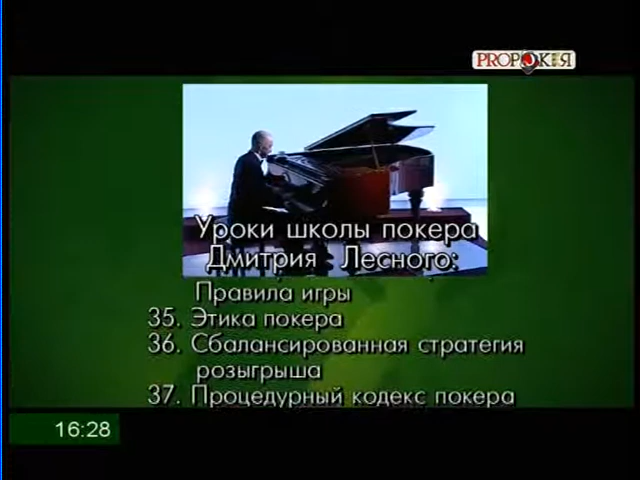 PROPOKEЯ
Уроки школы покера
Дмитрия Лесного:
Правила игры
35. Этика покера
36. Сбалансированная стратегия
розыгрыша
37. Процедурный кодекс покера
16:28